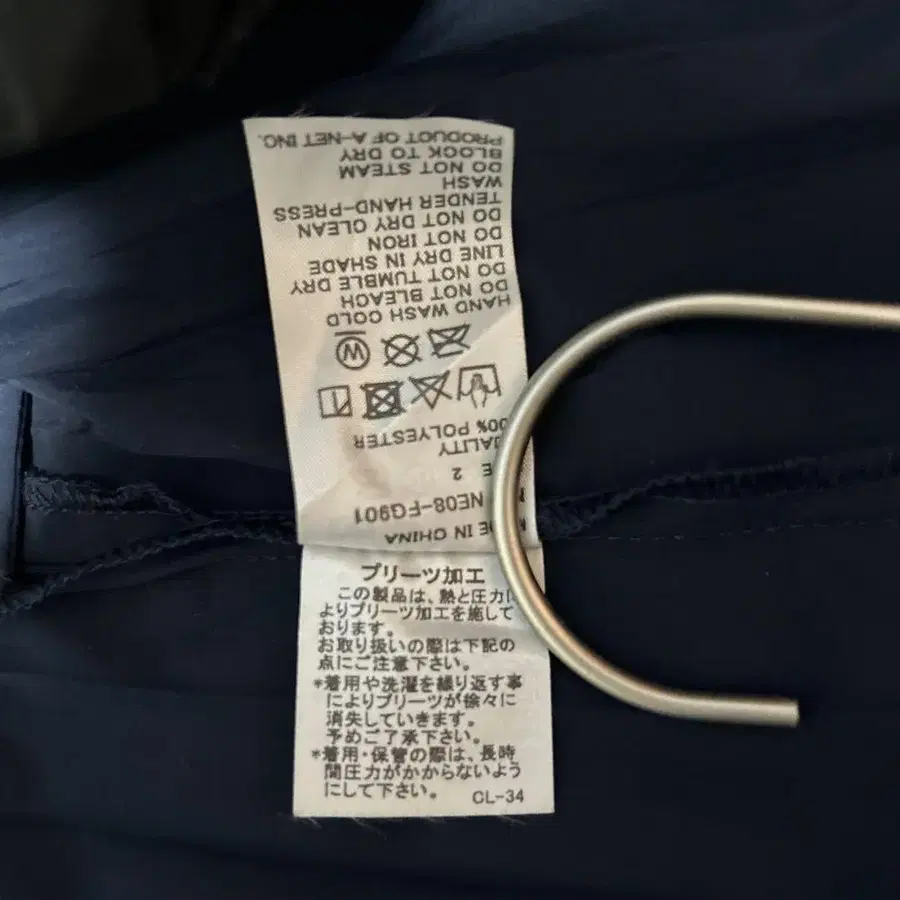 MADE IN CHINA
NE08-FG901
2
QUALITY
100% POLYESTER
W
HAND WASH COLD
DO NOT BLEACH
DO NOT TUMBLE DRY
LINE DRY IN SHADE
DO NOT IRON
DO NOT DRY CLEAN
TENDER HAND-PRESS
WASH
DO NOT STEAM
BLOCK TO DRY
PRODUCT OF A-NET INC.
プリーツ加工
この製品は、熱と圧力に
よりプリーツ加工を施して
おります。
お取り扱いの際は下記の
点にご注意下さい。
*着用や洗濯を繰り返す事
によりプリーツが徐々に
消失していきます。
予めご了承下さい。
*着用・保管の際は、長時
間圧力がかからないよう
にして下さい。
CL-34